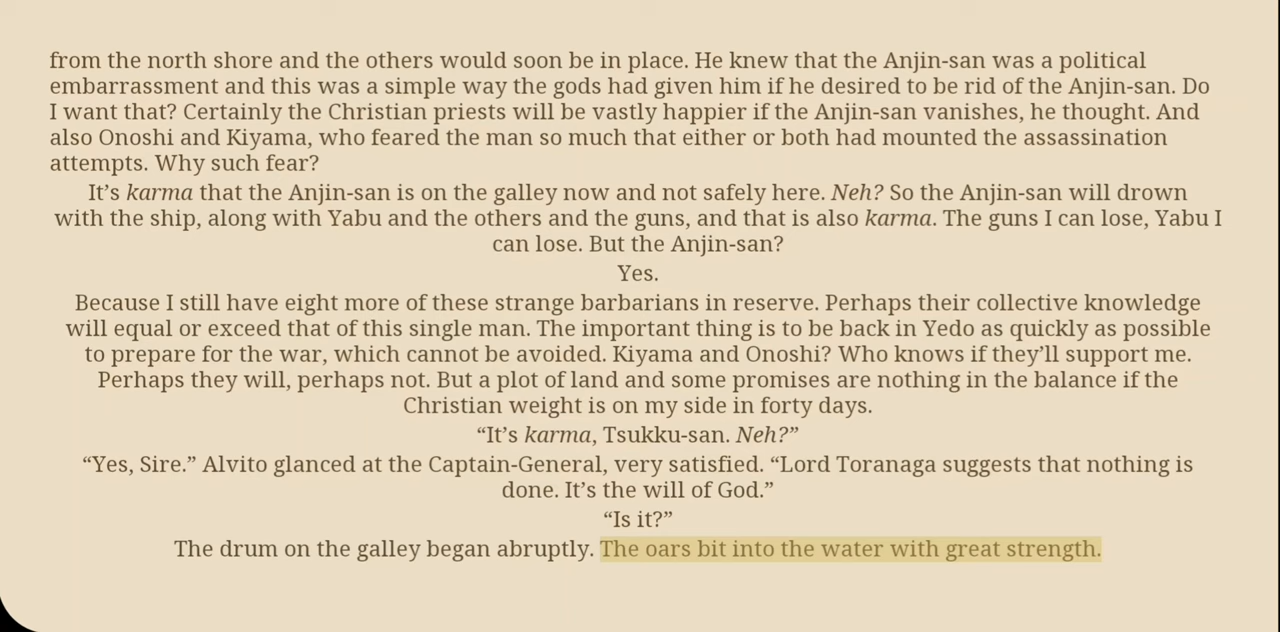 from the north shore and the others would soon be in place. He knew that the Anjin-san was a political
embarrassment and this was a simple way the gods had given him if he desired to be rid of the Anjin-san. Do
I want that? Certainly the Christian priests will be vastly happier if the Anjin-san vanishes, he thought. And
also Onoshi and Kiyama, who feared the man so much that either or both had mounted the assassination
attempts. Why such fear?
It’s karma that the Anjin-san is on the galley now and not safely here. Neh? So the Anjin-san will drown
with the ship, along with Yabu and the others and the guns, and that is also karma. The guns I can lose, Yabu I
can lose. But the Anjin-san?
Yes.
Because I still have eight more of these strange barbarians in reserve. Perhaps their collective knowledge
will equal or exceed that of this single man. The important thing is to be back in Yedo as quickly as possible
to prepare for the war, which cannot be avoided. Kiyama and Onoshi? Who knows if they’ll support me.
Perhaps they will, perhaps not. But a plot of land and some promises are nothing in the balance if the
Christian weight is on my side in forty days.
“It’s karma, Tsukku-san. Neh?”
“Yes, Sire.” Alvito glanced at the Captain-General, very satisfied. “Lord Toranaga suggests that nothing is
done. It’s the will of God.”
“Is it?”
The drum on the galley began abruptly. The oars bit into the water with great strength.